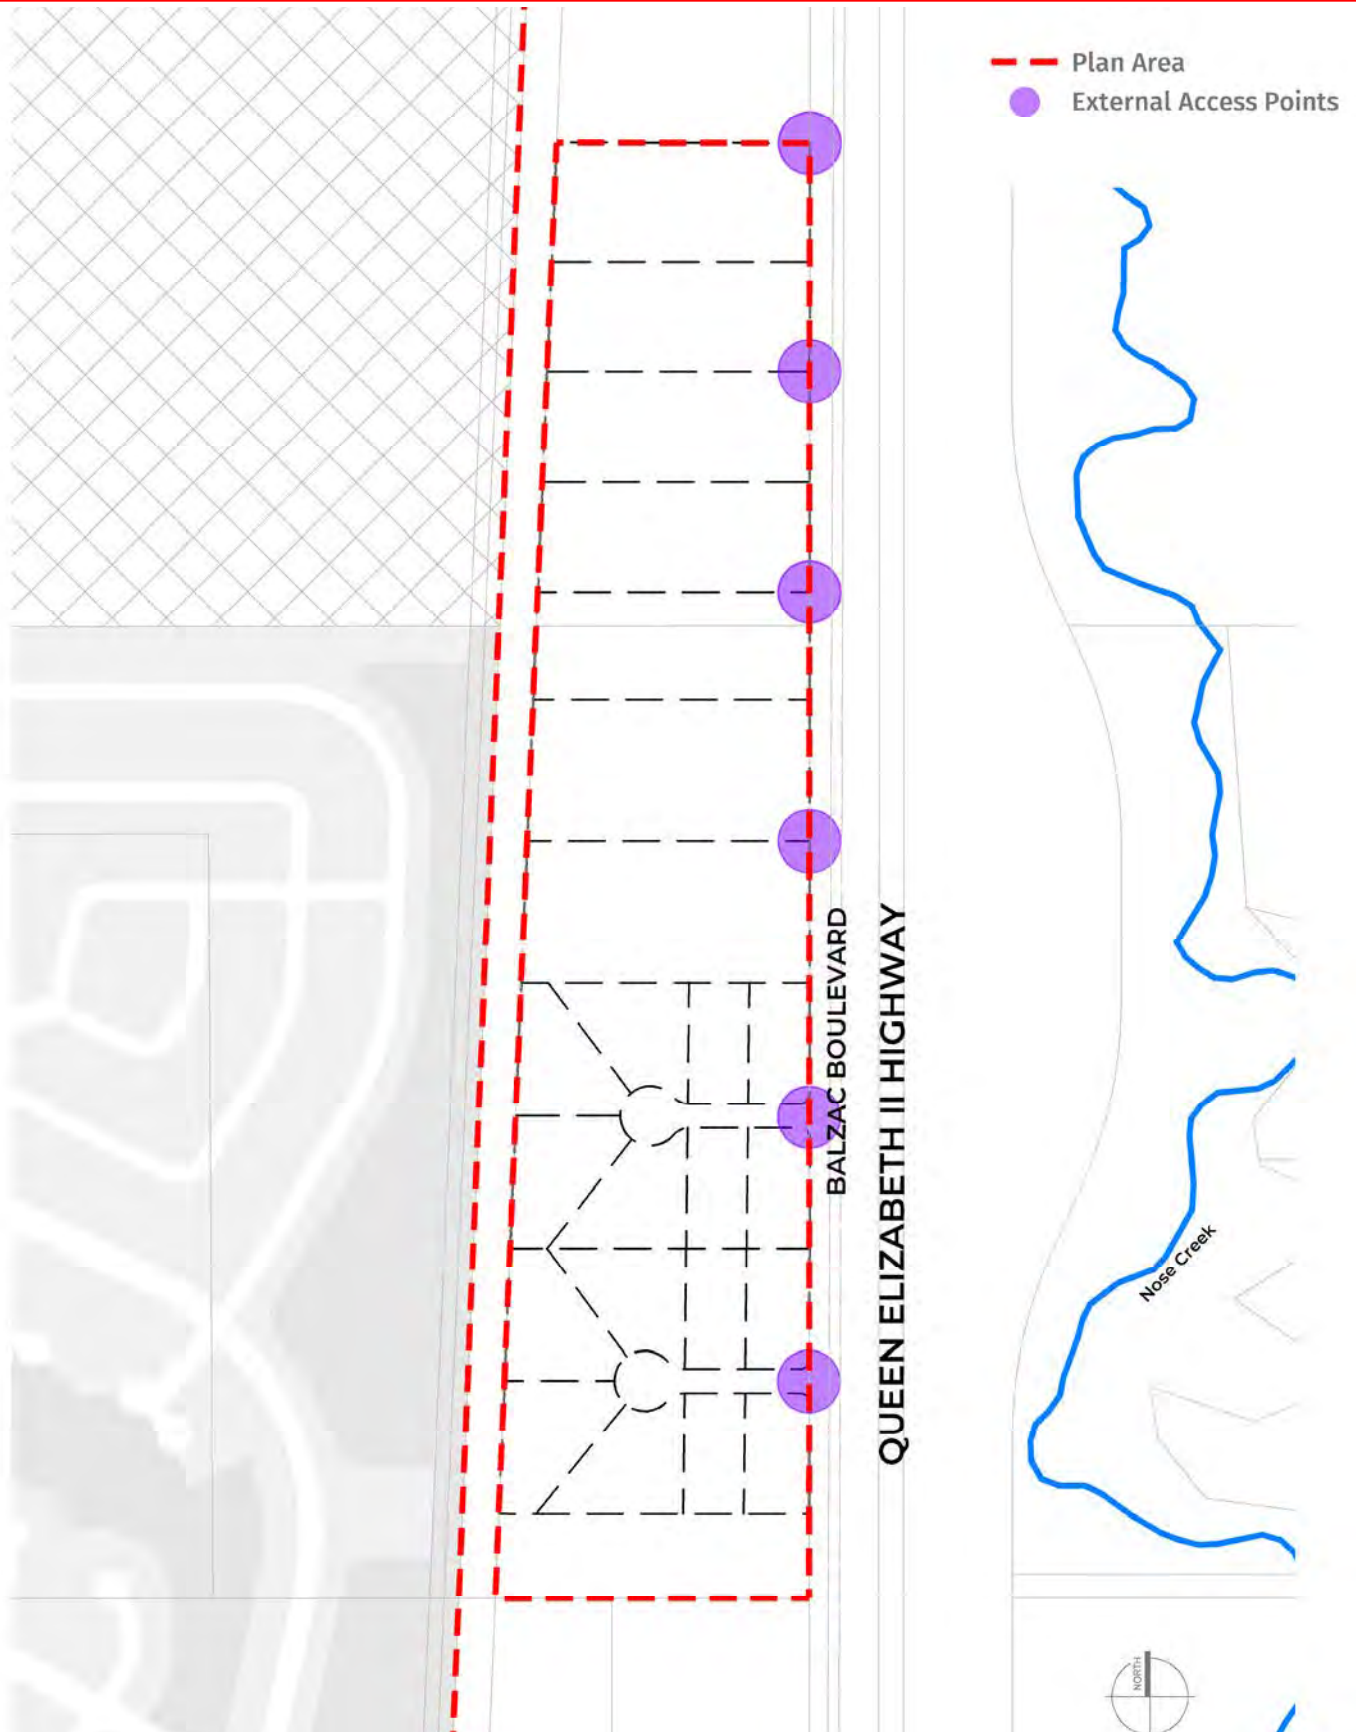 Plan Area
External Access Points
BALZAC BOULEVARD
QUEEN ELIZABETH II HIGHWAY
Nose Creek
NORTH